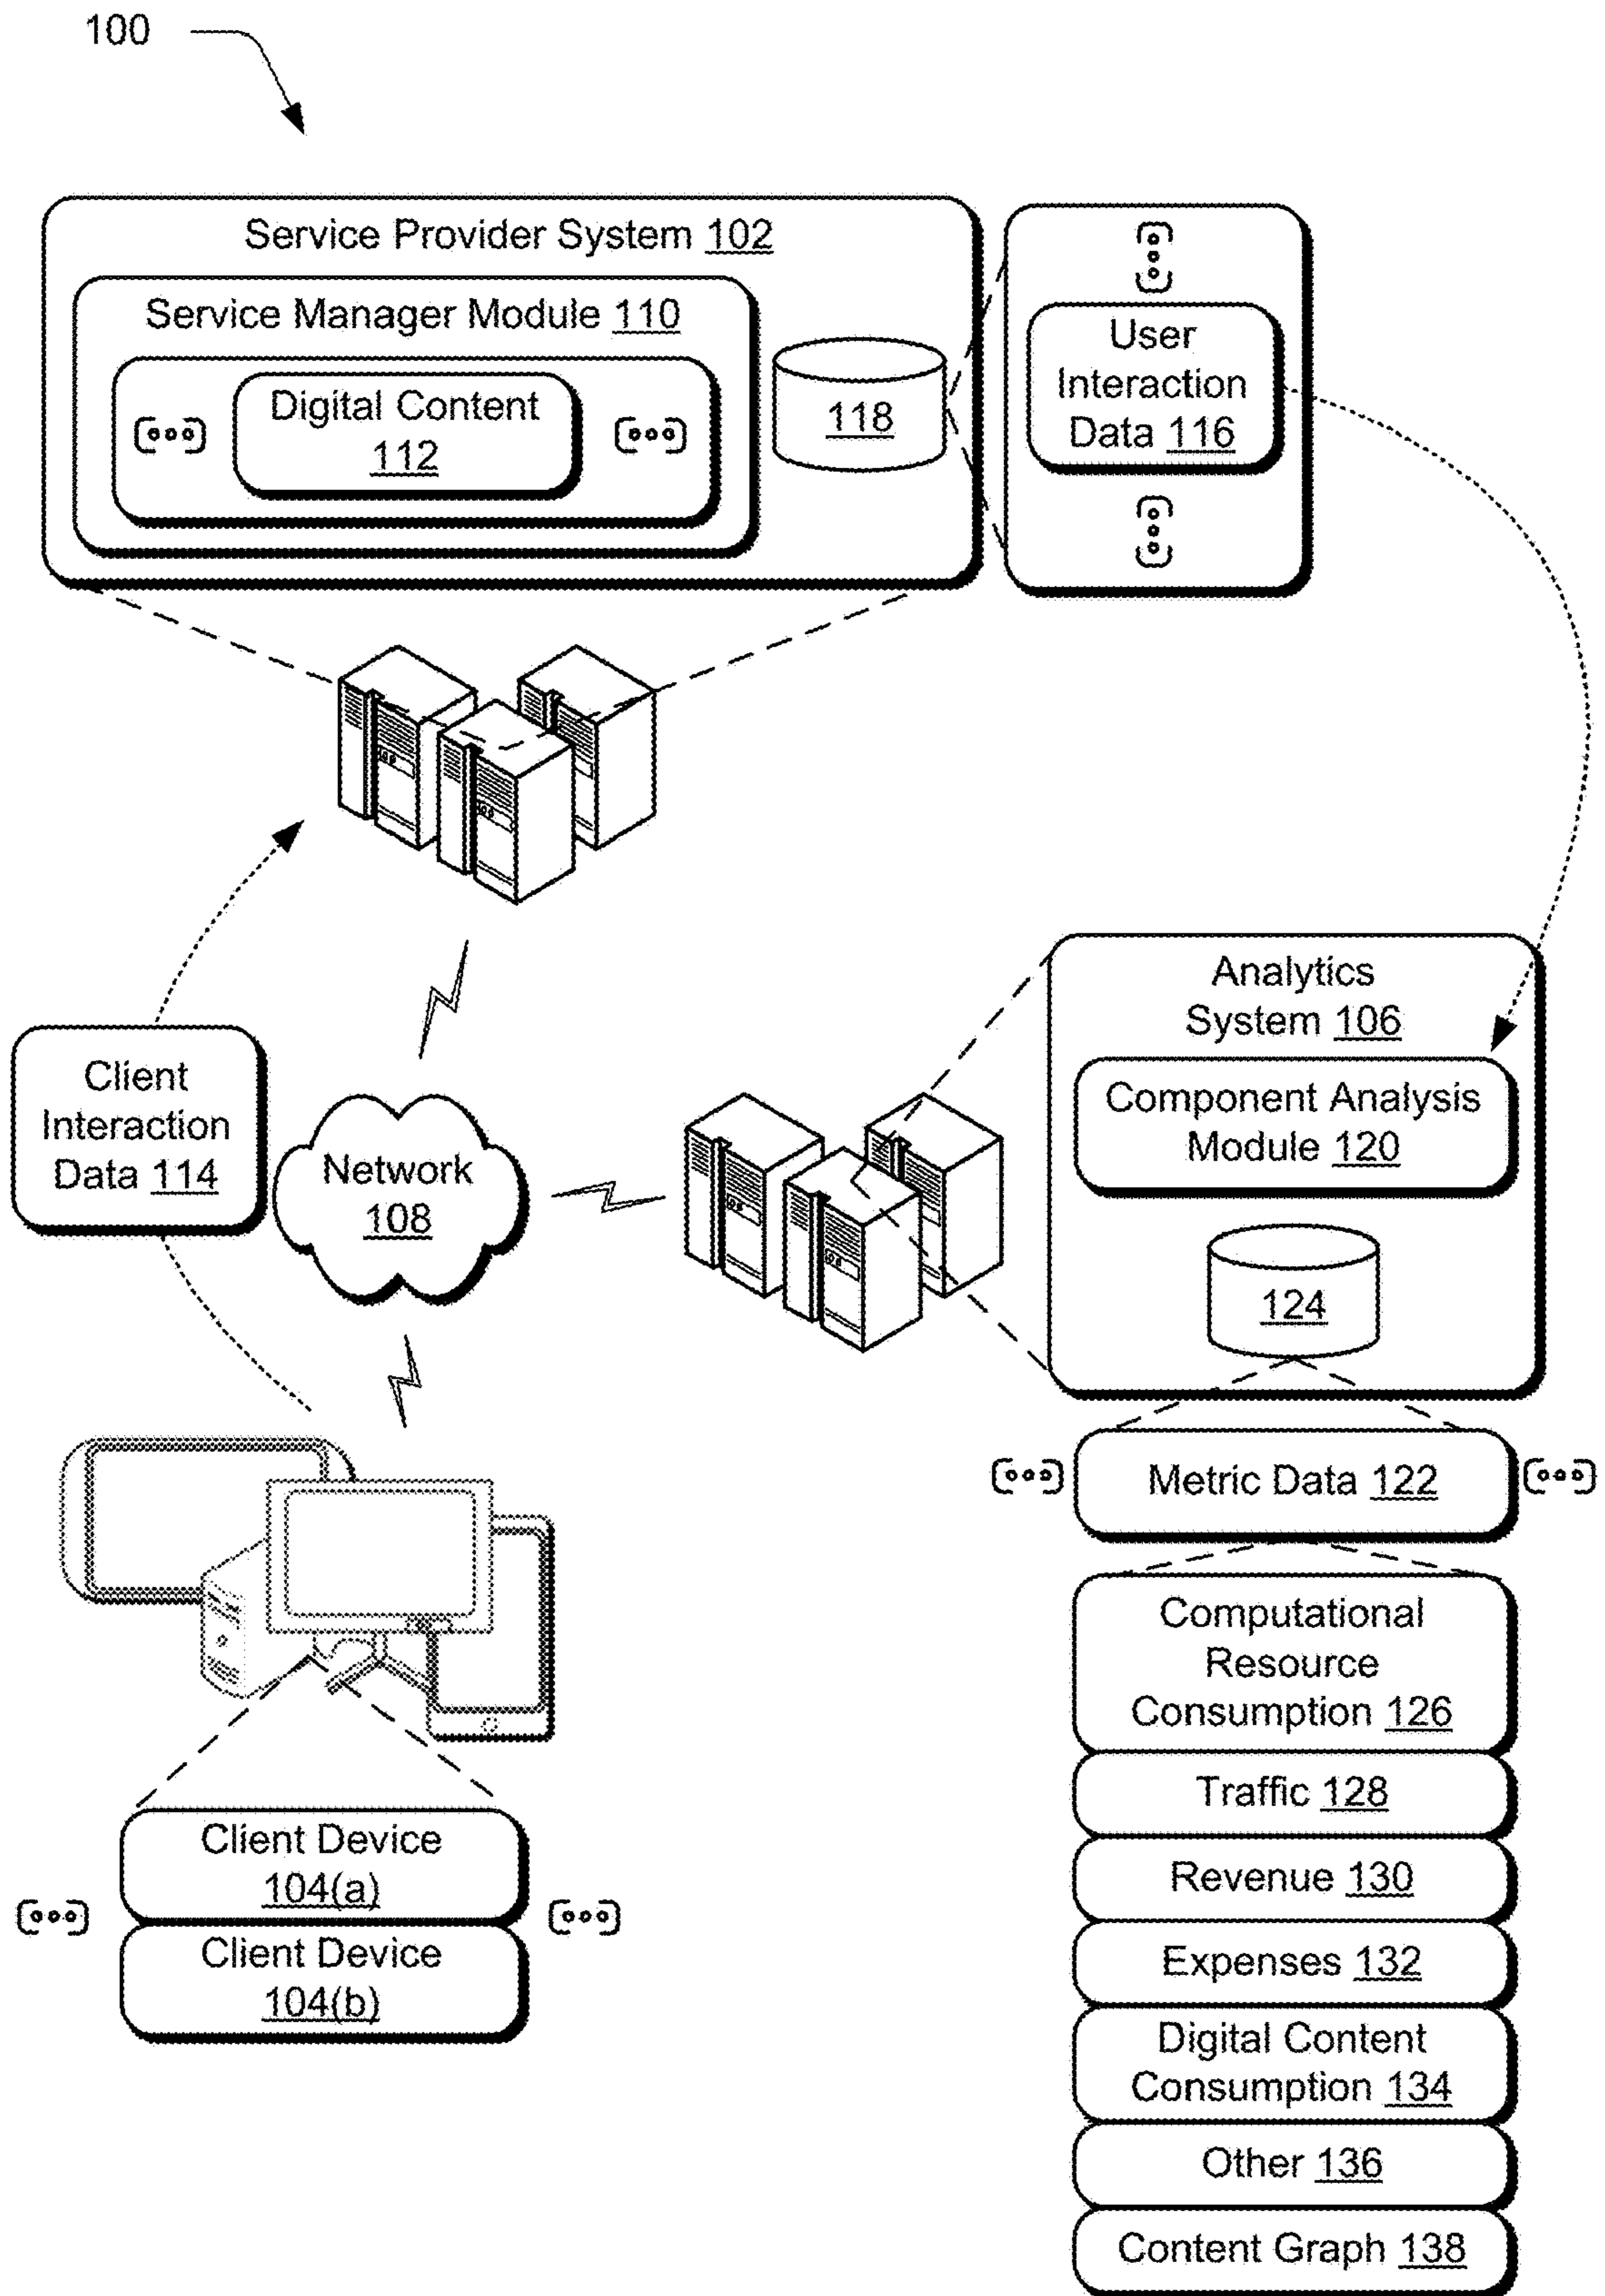 100
Service Provider System 102
Service Manager Module 110
Digital Content
112
118
User
Interaction
Data 116
Client
Interaction
Data 114
Network
108
Analytics
System 106
Component Analysis
Module 120
124
Metric Data 122
Computational
Resource
Consumption 126
Traffic 128
Revenue 130
Expenses 132
Digital Content
Consumption 134
Other 136
Content Graph 138
Client Device
104(a)
Client Device
104(b)